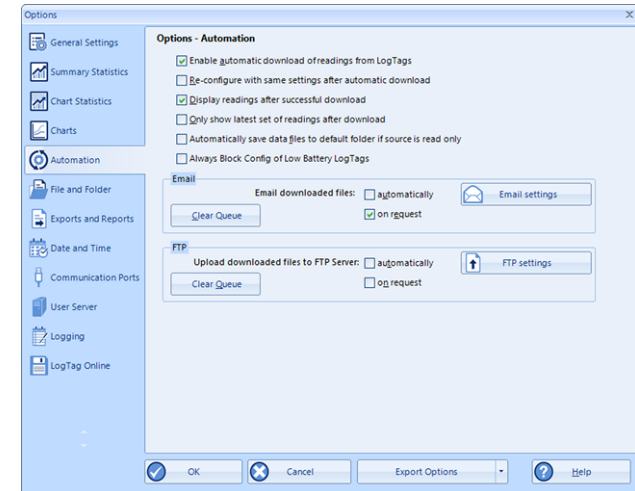 Options
x
General Settings
Summary Statistics
Chart Statistics
Charts
Automation
File and Folder
Exports and Reports
Date and Time
Communication Ports
User Server
Logging
LogTag Online
Options - Automation
Enable automatic download of readings from LogTags
Re-configure with same settings after automatic download
Display readings after successful download
Only show latest set of readings after download
Automatically save data files to default folder if source is read only
Always Block Config of Low Battery LogTags
Email
Email downloaded files: automatically Email settings
Clear Queue on request
FTP
Upload downloaded files to FTP Server: automatically FTP settings
Clear Queue on request
OK Cancel Export Options Help